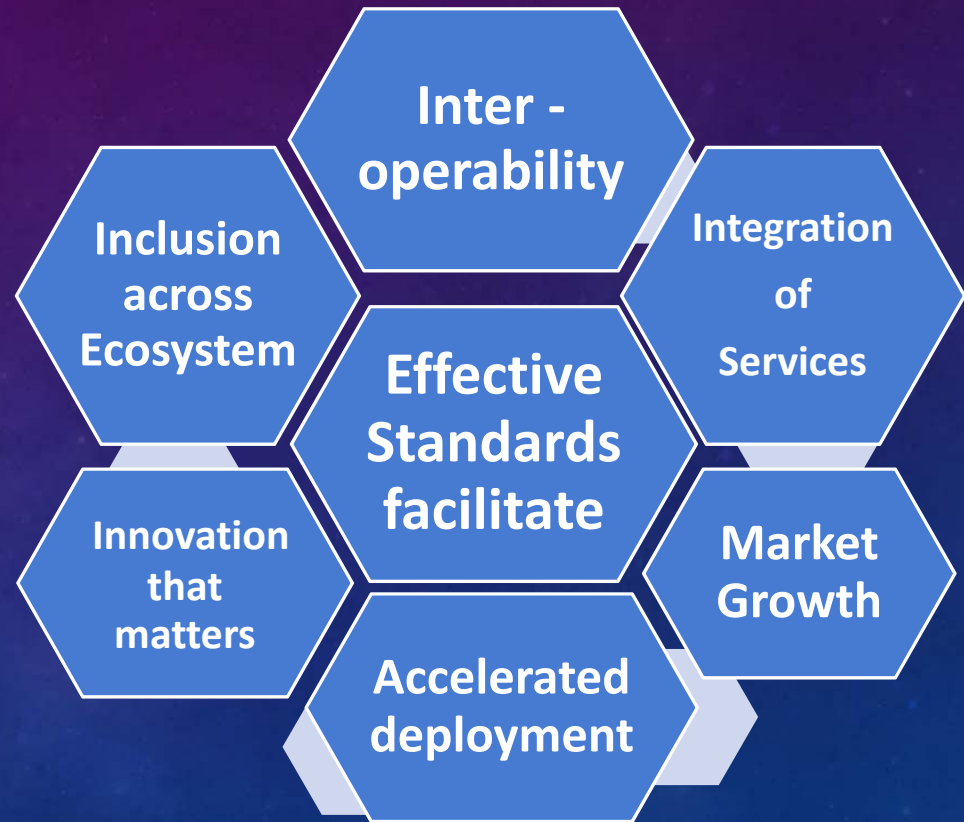 Inter -
operability
Inclusion
across
Ecosystem
Integration
of
Services
Effective
Standards
facilitate
Innovation
that
matters
Market
Growth
Accelerated
deployment